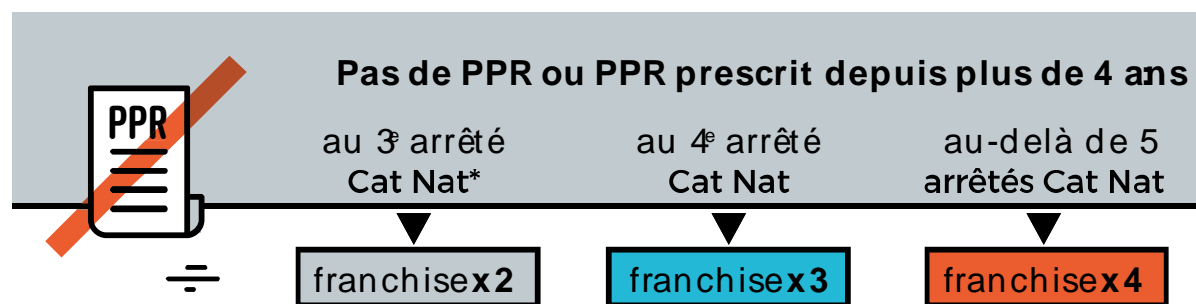 Pas de PPR ou PPR prescrit depuis plus de 4 ans
PPR
au 3e arrêté
Cat Nat*
au 4e arrêté
Cat Nat
au-delà de 5
arrêtés Cat Nat
franchise x2
franchise x3
franchise x4